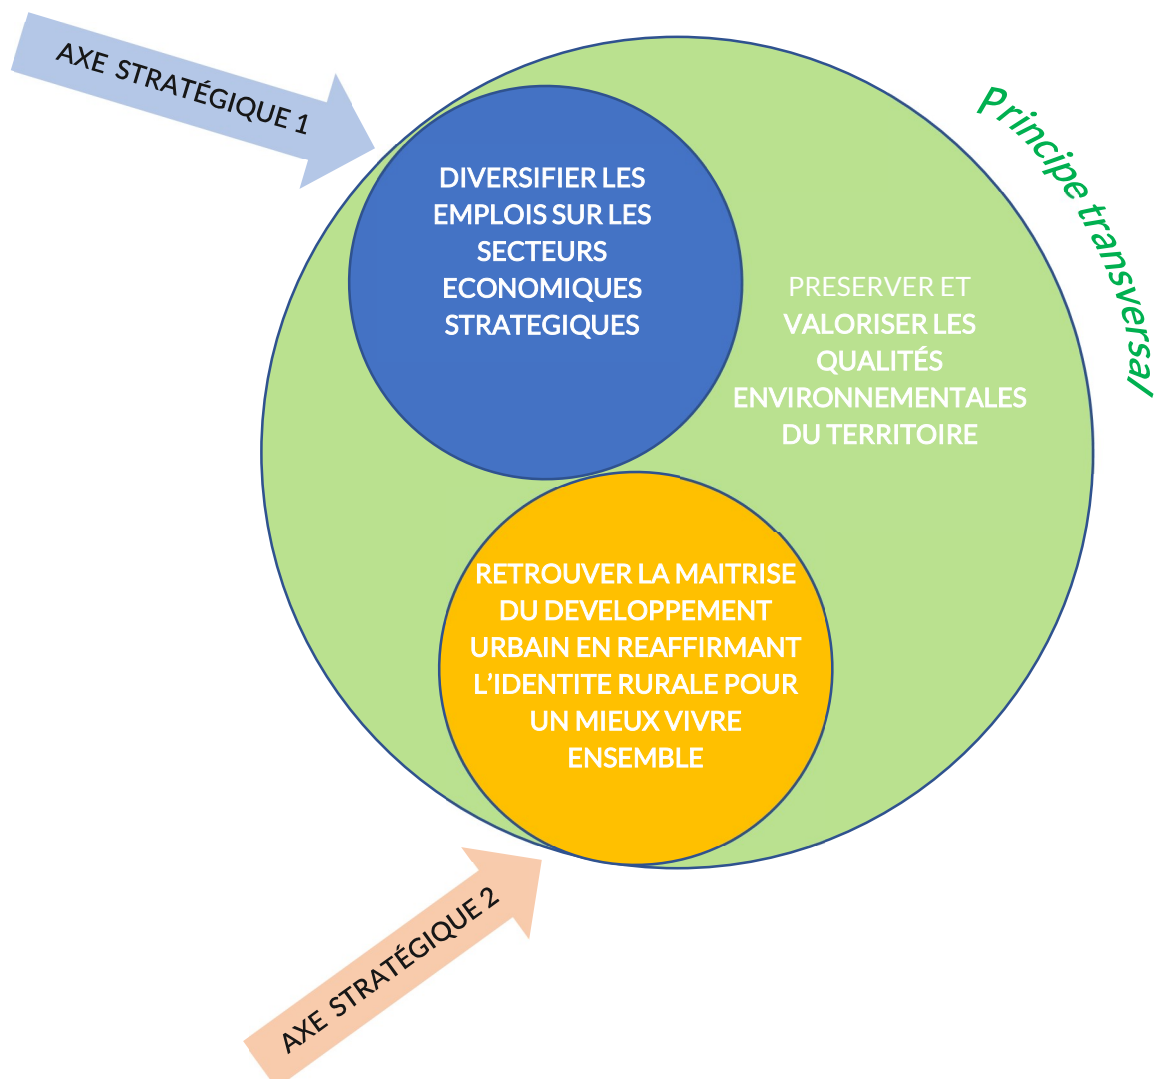 AXE STRATÉGIQUE 1
DIVERSIFIER LES
EMPLOIS SUR LES
SECTEURS
ECONOMIQUES
STRATEGIQUES
Principe transversal
PRESERVER ET
VALORISER LES
QUALITÉS
ENVIRONNEMENTALES
DU TERRITOIRE
RETROUVER LA MAITRISE
DU DEVELOPPEMENT
URBAIN EN REAFFIRMANT
L’IDENTITE RURALE POUR
UN MIEUX VIVRE
ENSEMBLE
AXE STRATÉGIQUE 2